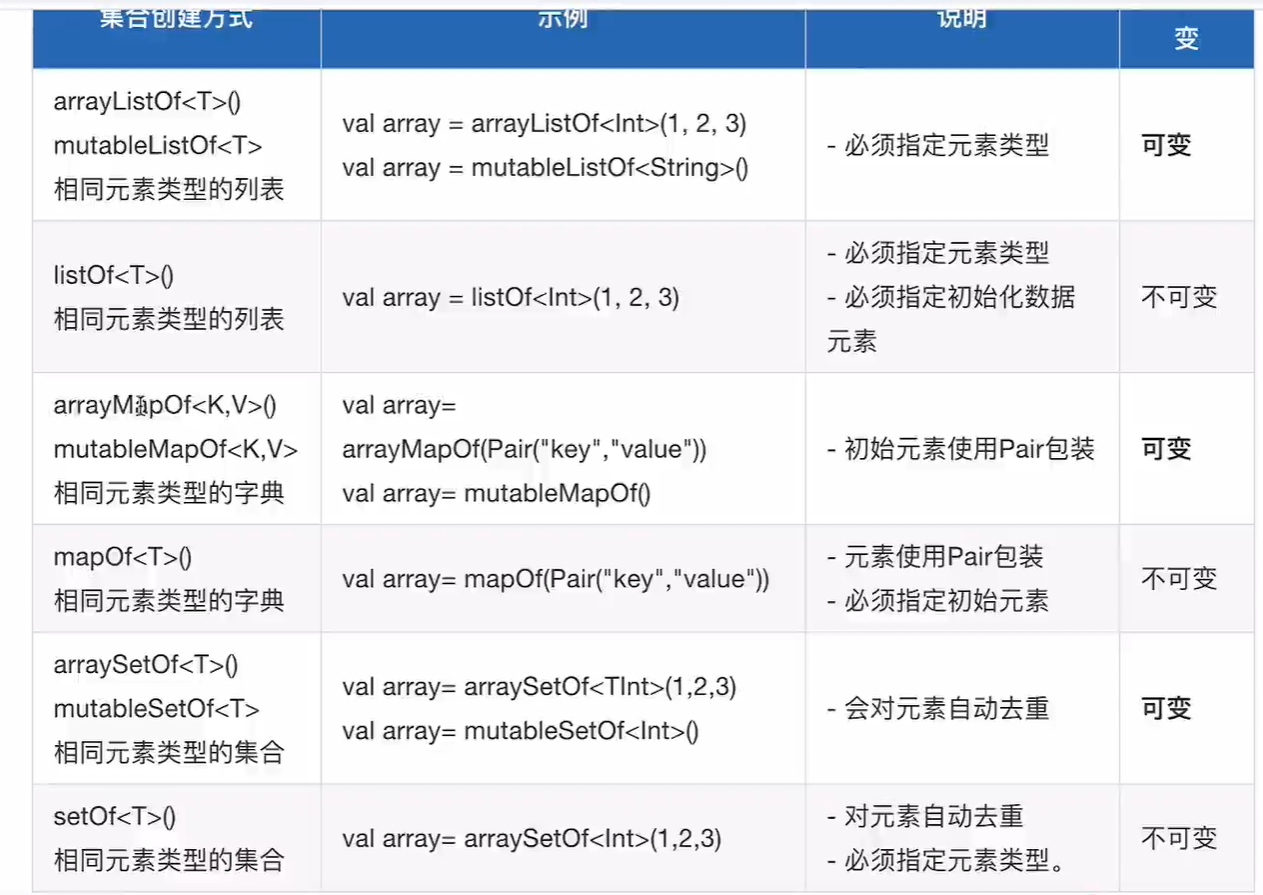 集合创建方式
示例
说明
变
arrayListOf<T>()
mutableListOf<T>
相同元素类型的列表
val array = arrayListOf<Int>(1, 2, 3)
val array = mutableListOf<String>()
- 必须指定元素类型
可变
listOf<T>()
相同元素类型的列表
val array = listOf<Int>(1, 2, 3)
- 必须指定元素类型
- 必须指定初始化数据
元素
不可变
arrayMapOf<K,V>()
mutableMapOf<K,V>
相同元素类型的字典
val array=
arrayMapOf(Pair("key","value"))
val array= mutableMapOf()
- 初始元素使用Pair包装
可变
mapOf<T>()
相同元素类型的字典
val array= mapOf(Pair("key","value"))
- 元素使用Pair包装
- 必须指定初始元素
不可变
arraySetOf<T>()
mutableSetOf<T>
相同元素类型的集合
val array= arraySetOf<TInt>(1,2,3)
val array= mutableSetOf<Int>()
- 会对元素自动去重
可变
setOf<T>()
相同元素类型的集合
val array= arraySetOf<Int>(1,2,3)
- 对元素自动去重
- 必须指定元素类型。
不可变